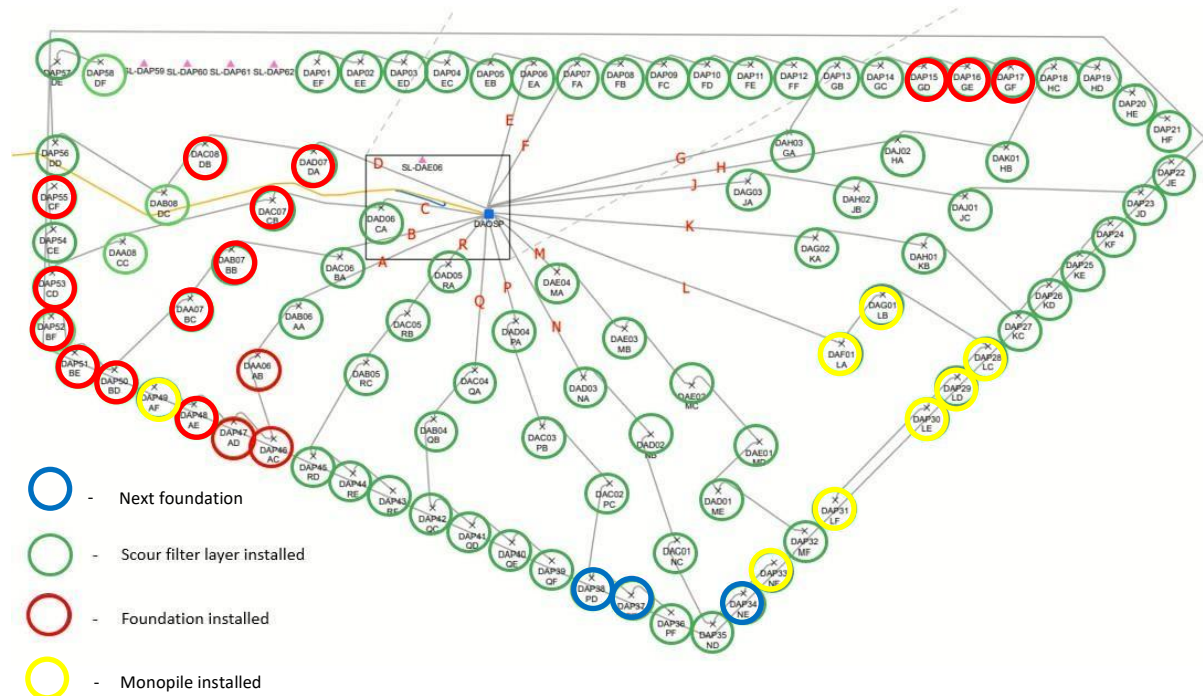 DAP57
DE
DAP58
DF
SL-DAP59
SL-DAP60
SL-DAP61
SL-DAP62
DAP01
EF
DAP02
EE
DAP03
ED
DAP04
EC
DAP05
EB
DAP06
EA
DAP07
FA
DAP08
FB
DAP09
FC
DAP10
FD
DAP11
FE
DAP12
FF
DAP13
GB
DAP14
GC
DAP15
GD
DAP16
GE
DAP17
GF
DAP18
HC
DAP19
HD
DAP20
HE
DAP21
HF
DAP56
DD
DAC08
DB
DAD07
DA
D
SL-DAE06
E
F
G
H
J
DAH03
GA
DAJ02
HA
DAK01
HB
DAP22
JE
DAP55
CF
DAB08
DC
DAC07
CB
DAD06
CA
C
DAOSP
DAG03
JA
DAH02
JB
DAJ01
JC
DAP23
JD
DAP54
CE
DAA08
CC
DAB07
BB
DAC06
BA
B
A
R
DAD05
RA
M
K
DAG02
KA
DAH01
KB
DAP24
KF
DAP25
KE
DAP53
CD
DAA07
BC
DAB06
AA
DAC05
RB
Q
P
N
DAE04
MA
L
DAG01
LB
DAP26
KD
DAP27
KC
DAP52
BF
DAP51
BE
DAP50
BD
DAA06
AB
DAB05
RC
DAD04
PA
DAE03
MB
DAF01
LA
DAP28
LC
DAP49
AF
DAP48
AE
DAP47
AD
DAP46
AC
DAC04
QA
DAD03
NA
DAE02
MC
DAP29
LD
DAP30
LE
DAP45
RD
DAP44
RE
DAP43
RF
DAB04
QB
DAC03
PB
DAD02
NB
DAE01
MD
DAP42
QC
DAP41
QD
DAP40
QE
DAP39
QF
DAC02
PC
DAD01
ME
DAP31
LF
DAP32
MF
DAC01
NC
DAP33
NF
DAP38
PD
DAP37
DAP36
PF
DAP35
ND
DAP34
NE
- Next foundation
- Scour filter layer installed
- Foundation installed
- Monopile installed